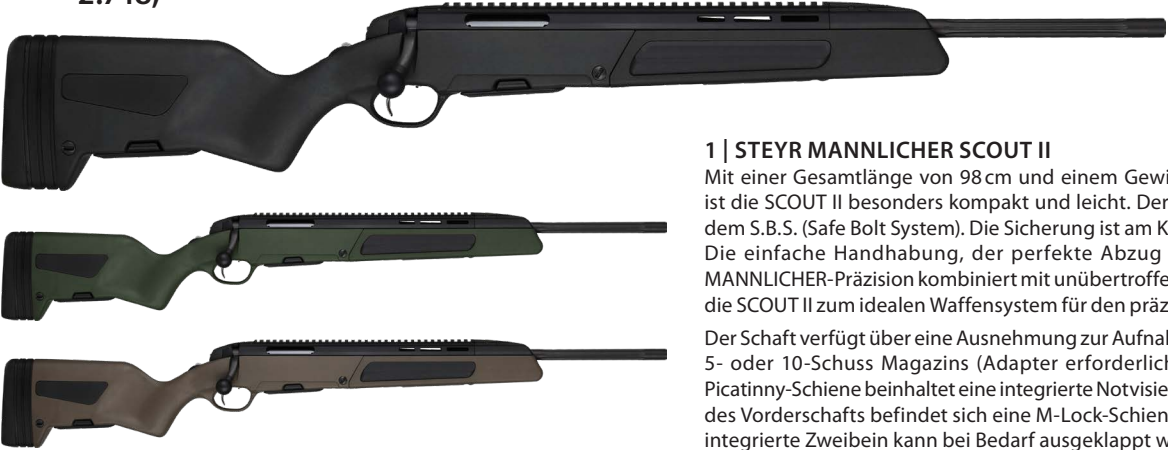 1 | STEYR MANNLICHER SCOUT II
Mit einer Gesamtlänge von 98 cm und einem Gewi
ist die SCOUT II besonders kompakt und leicht. Der
dem S.B.S. (Safe Bolt System). Die Sicherung ist am K
Die einfache Handhabung, der perfekte Abzug
MANNLICHER-Präzision kombiniert mit unübertroffe
die SCOUT II zum idealen Waffensystem für den präz
Der Schaft verfügt über eine Ausnehmung zur Aufnal
5- oder 10-Schuss Magazins (Adapter erforderlich
Picatinny-Schiene beinhaltet eine integrierte Notvisie
des Vorderschafts befindet sich eine M-Lock-Schien
integrierte Zweibein kann bei Bedarf ausgeklappt w